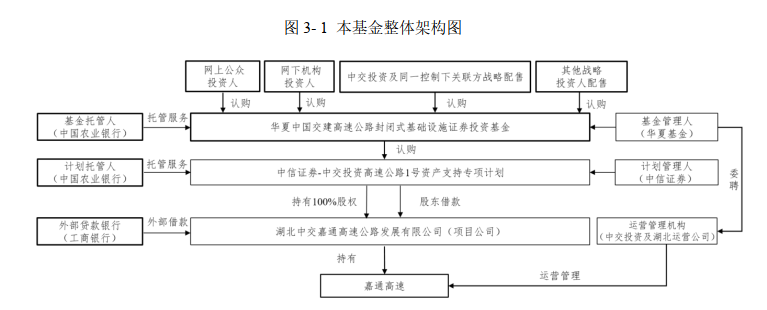 图 3- 1 本基金整体架构图
网上公众
投资人
网下机构
投资人
中交投资及同一控制下关联方战略配售
其他战略
投资人配售
认购
认购
认购
认购
基金托管人
（中国农业银行）
托管服务
华夏中国交建高速公路封闭式基础设施证券投资基金
基金管理人
（华夏基金）
认购
计划托管人
（中国农业银行）
托管服务
中信证券-中交投资高速公路1号资产支持专项计划
计划管理人
（中信证券）
委聘
持有100%股权
股东借款
外部贷款银行
（工商银行）
外部借款
湖北中交嘉通高速公路发展有限公司（项目公司）
运营管理机构
（中交投资及湖北运营公司）
持有
运营管理
嘉通高速